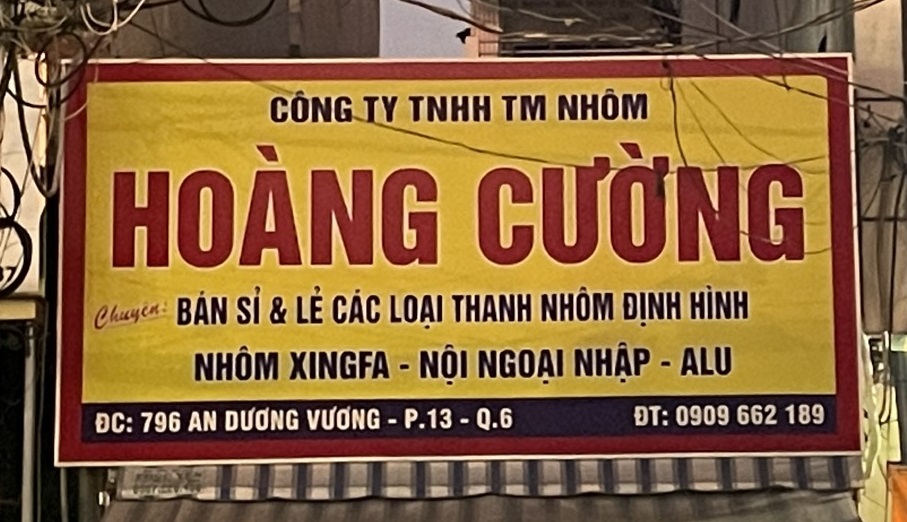 CÔNG TY TNHH TM NHÔM
HOÀNG CƯỜNG
Chuyên: BÁN SỈ & LẺ CÁC LOẠI THANH NHÔM ĐỊNH HÌNH
NHÔM XINGFA - NỘI NGOẠI NHẬP - ALU
ĐC: 796 AN DƯƠNG VƯƠNG - P.13 - Q.6 ĐT: 0909 662 189